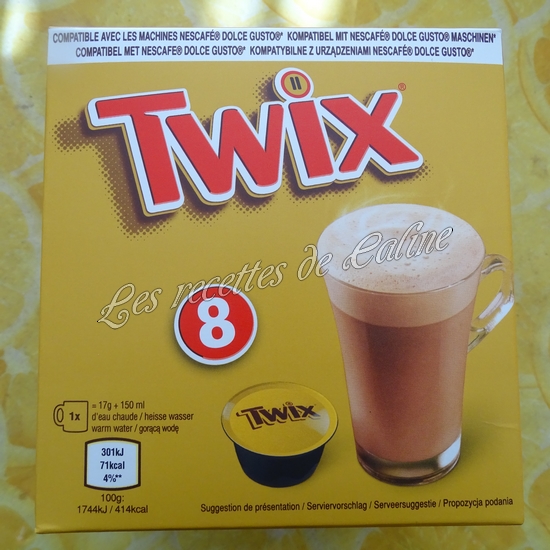 COMPATIBLE AVEC LES MACHINES NESCAFÉ® DOLCE GUSTO®* KOMPATIBEL MIT NESCAFÉ® DOLCE GUSTO® MASCHINEN*
COMPATIBEL MET NESCAFE® DOLCE GUSTO®* KOMPATYBILNE Z URZĄDZENIAMI NESCAFÉ® DOLCE GUSTO®*
TWIX®
Les recettes de Caline
8
1x
= 17g + 150 ml
d'eau chaude / heisse wasser
warm water / gorącą wodę
TWIX
301kJ
71kcal
4%**
100g:
1744kJ / 414kcal
Suggestion de présentation / Serviervorschlag / Serveersuggestie / Propozycja podania